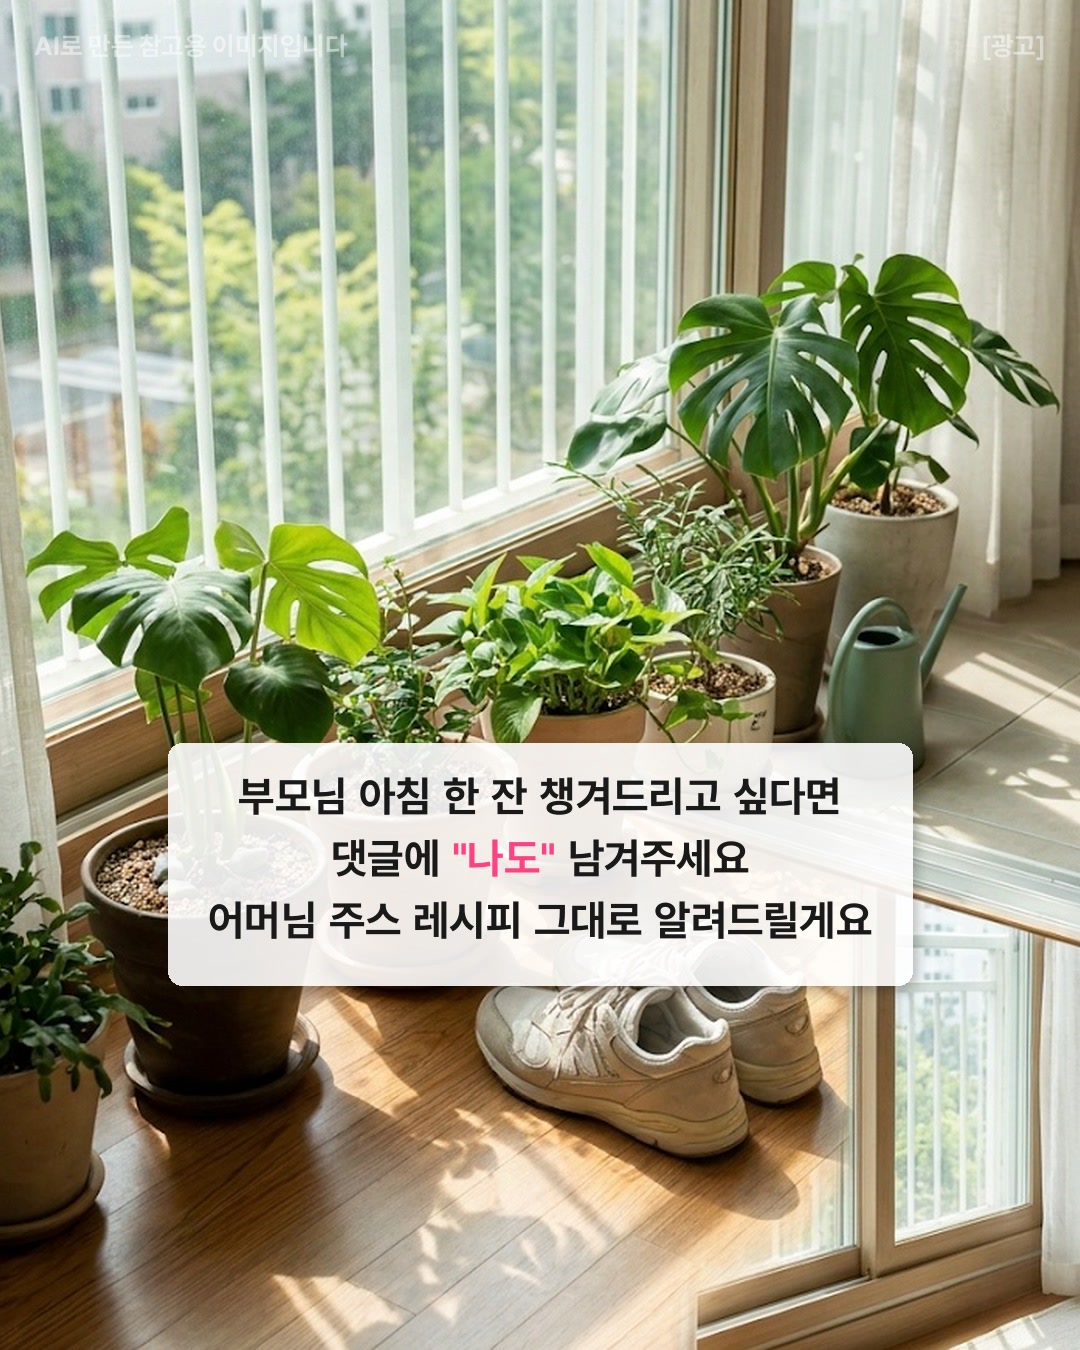 AI로 만든 참고용 이미지입니다
[광고]
부모님 아침 한 잔 챙겨드리고 싶다면
댓글에 "나도" 남겨주세요
어머님 주스 레시피 그대로 알려드릴게요